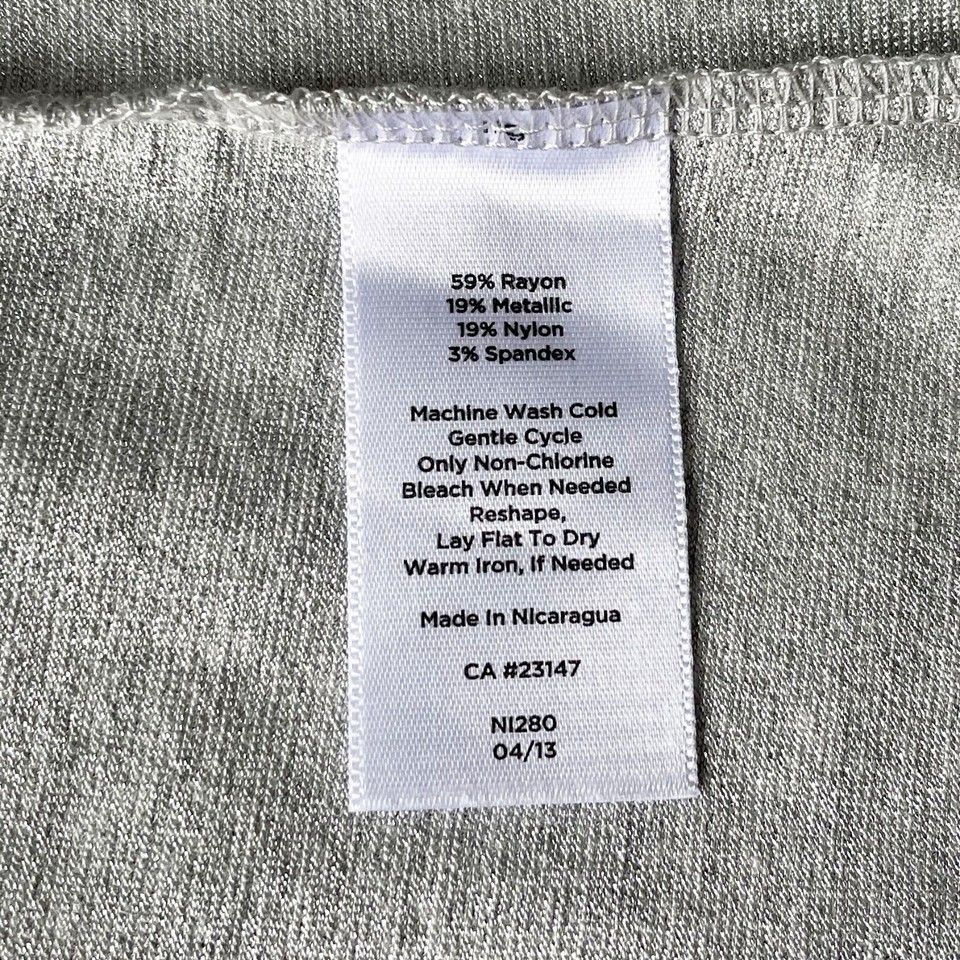 59% Rayon
19% Metallic
19% Nylon
3% Spandex
Machine Wash Cold
Gentle Cycle
Only Non-Chlorine
Bleach When Needed
Reshape,
Lay Flat To Dry
Warm Iron, If Needed
Made In Nicaragua
CA #23147
NI280
04/13